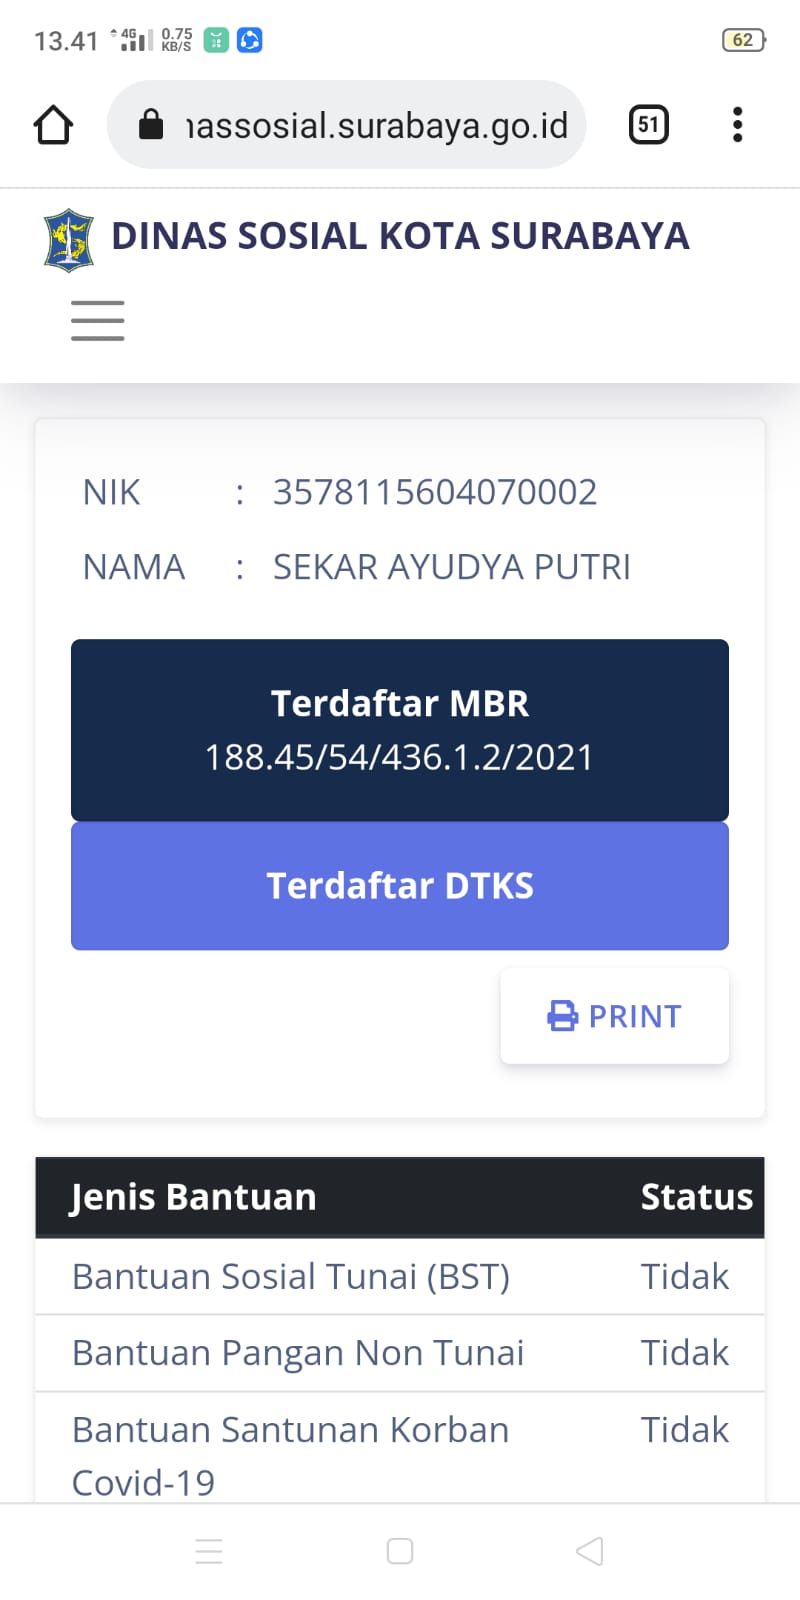 13.41 4G 0.75 KB/S 62
nassosial.surabaya.go.id 51
DINAS SOSIAL KOTA SURABAYA
NIK : 3578115604070002
NAMA : SEKAR AYUDYA PUTRI
Terdaftar MBR
188.45/54/436.1.2/2021
Terdaftar DTKS
PRINT
Jenis Bantuan Status
Bantuan Sosial Tunai (BST) Tidak
Bantuan Pangan Non Tunai Tidak
Bantuan Santunan Korban Tidak
Covid-19